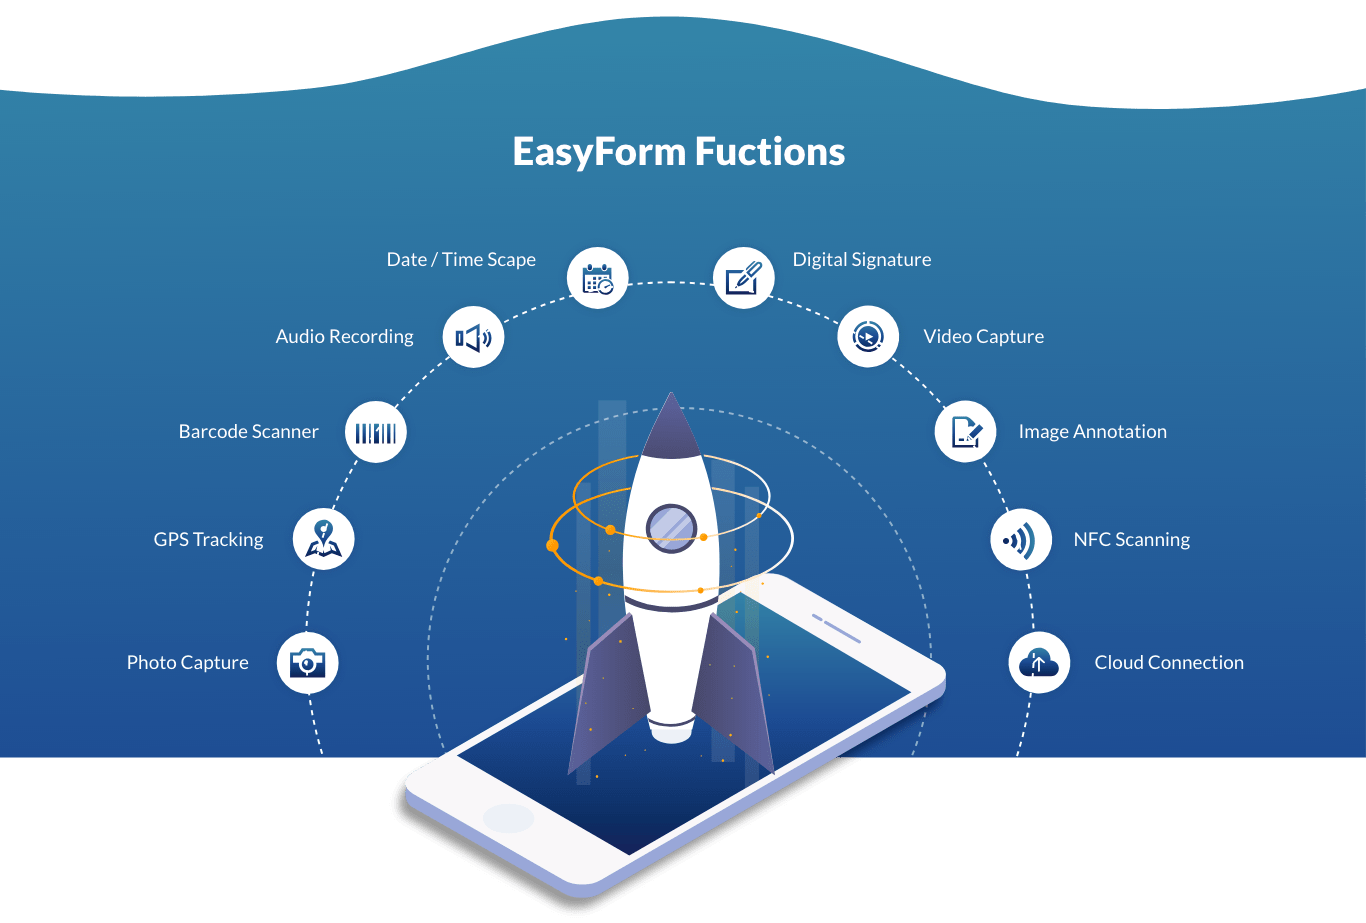 EasyForm Fuctions
Date / Time Scape
Digital Signature
Audio Recording
Video Capture
Barcode Scanner
Image Annotation
GPS Tracking
NFC Scanning
Photo Capture
Cloud Connection